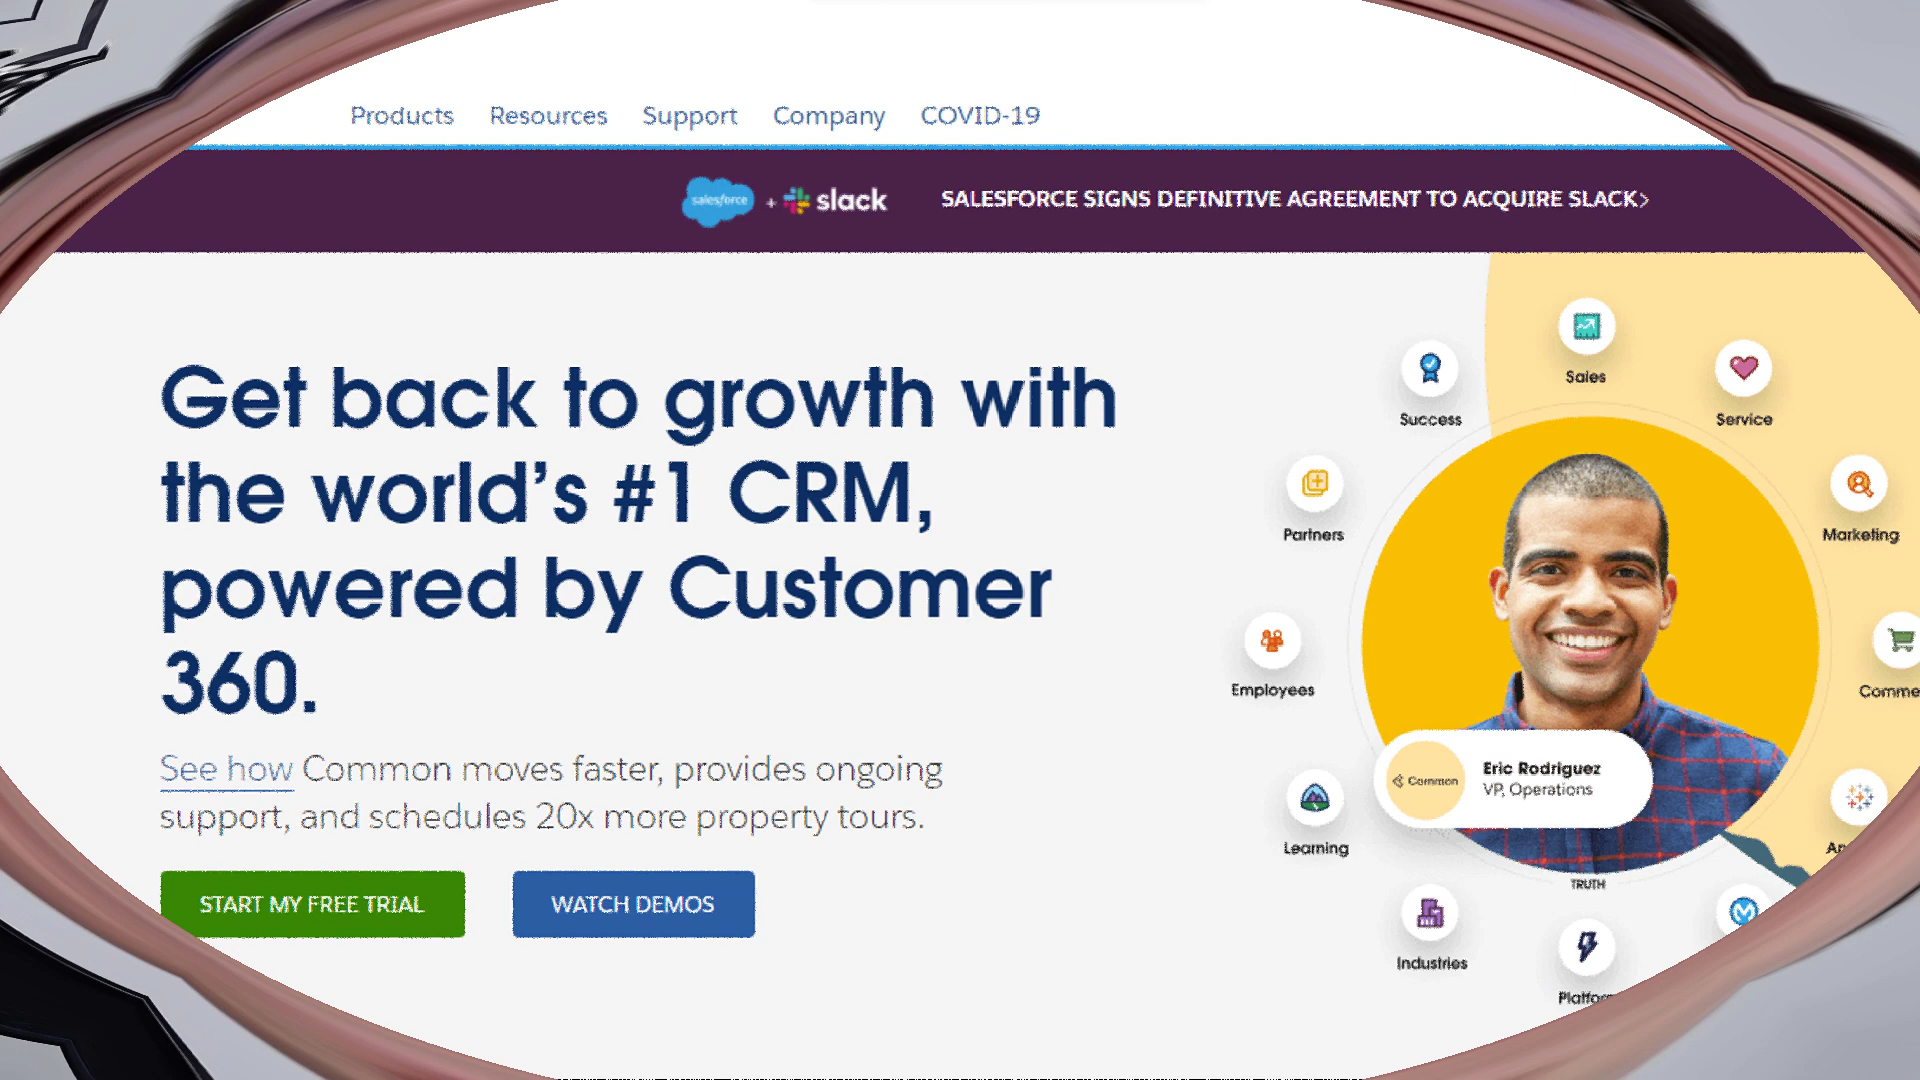 Products Resources Support Company COVID-19
salesforce + slack SALESFORCE SIGNS DEFINITIVE AGREEMENT TO ACQUIRE SLACK>
Get back to growth with
the world's #1 CRM,
powered by Customer
360.
See how Common moves faster, provides ongoing
support, and schedules 20x more property tours.
START MY FREE TRIAL WATCH DEMOS
Sales
Success
Service
Partners
Marketing
Employees
Comme
Common
Eric Rodriguez
VP, Operations
Learning
An
TRUTH
Industries
Platfor